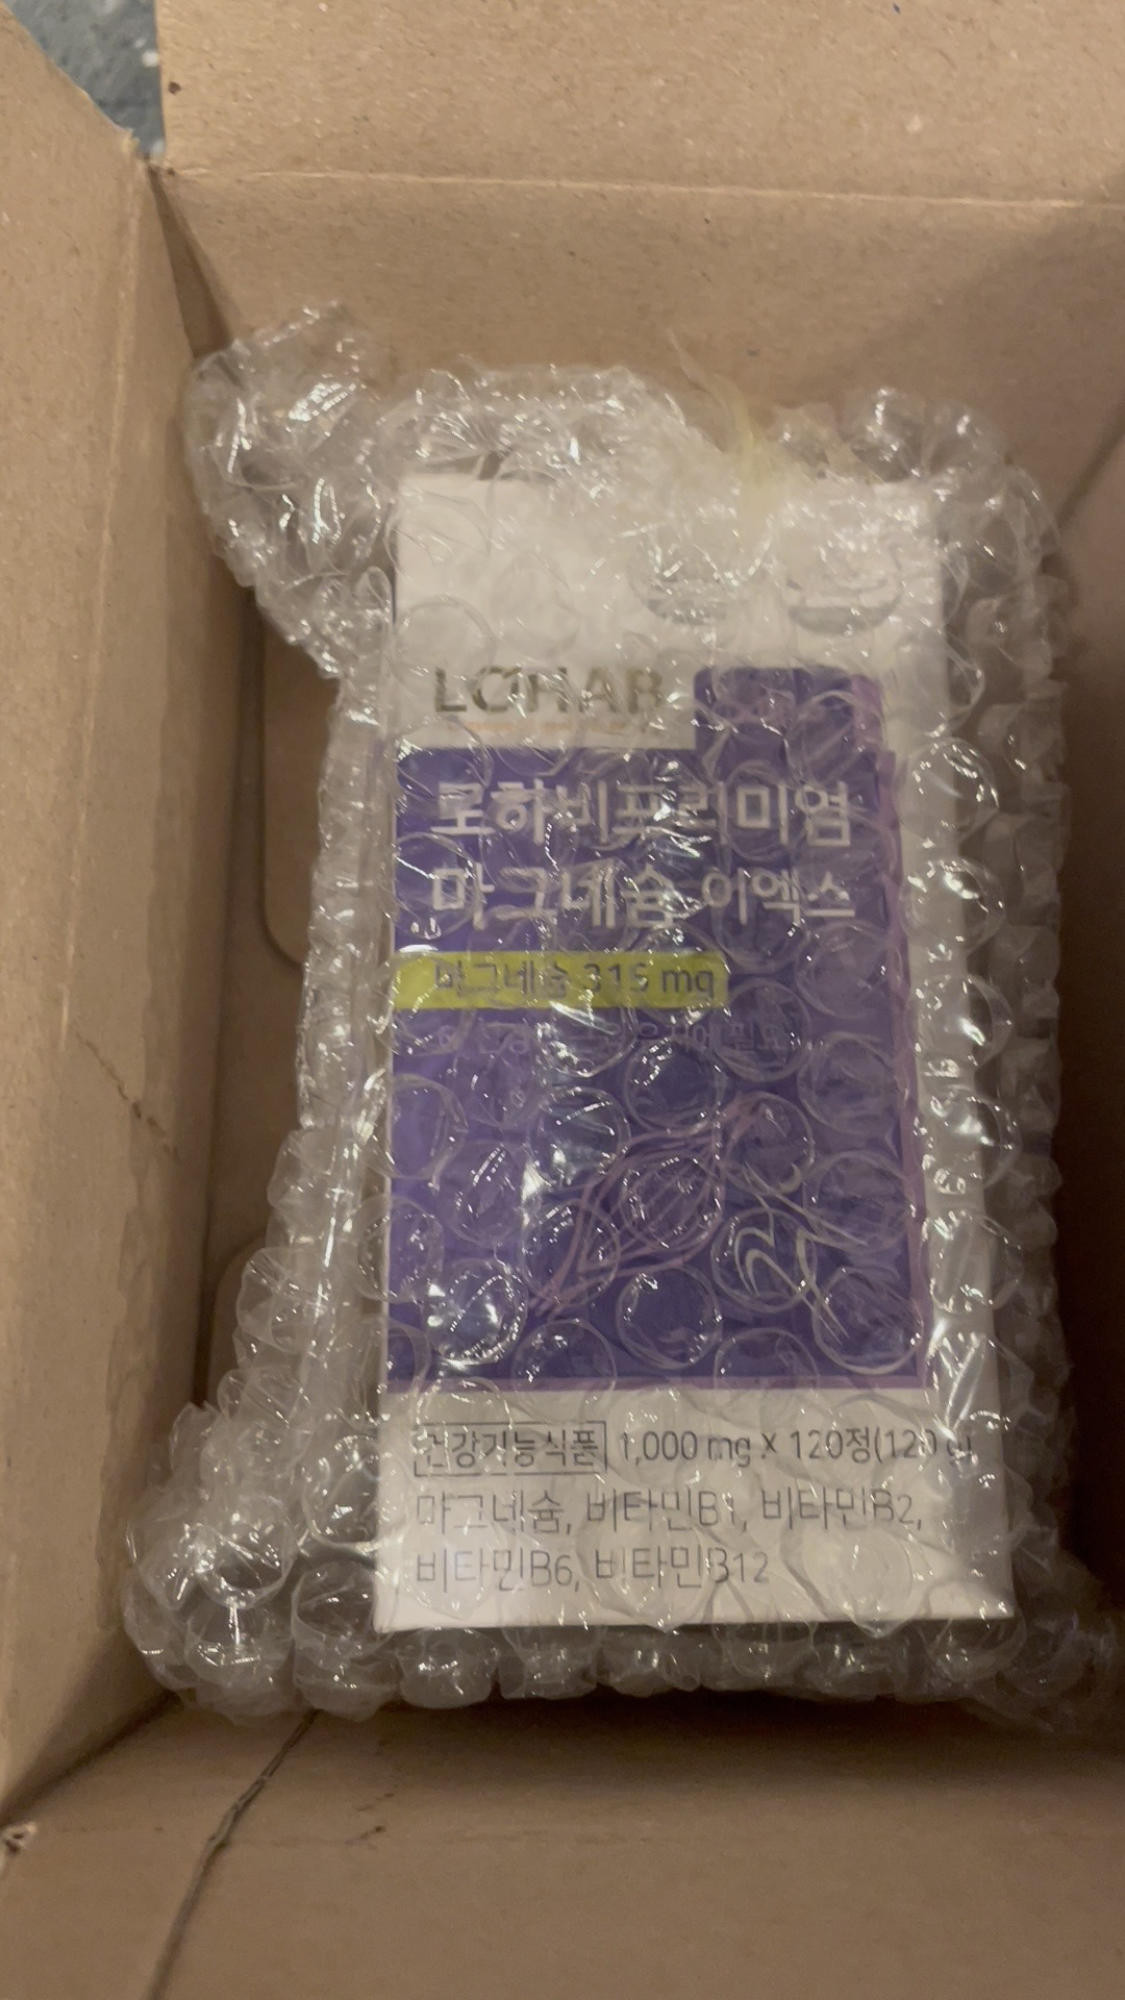 LOHAB
로하비프리미엄
마그네슘 이엑스
마그네슘 315 mg
건강기능식품 1,000 mg x 120정(120 g)
마그네슘, 비타민B1, 비타민B2,
비타민B6, 비타민B12